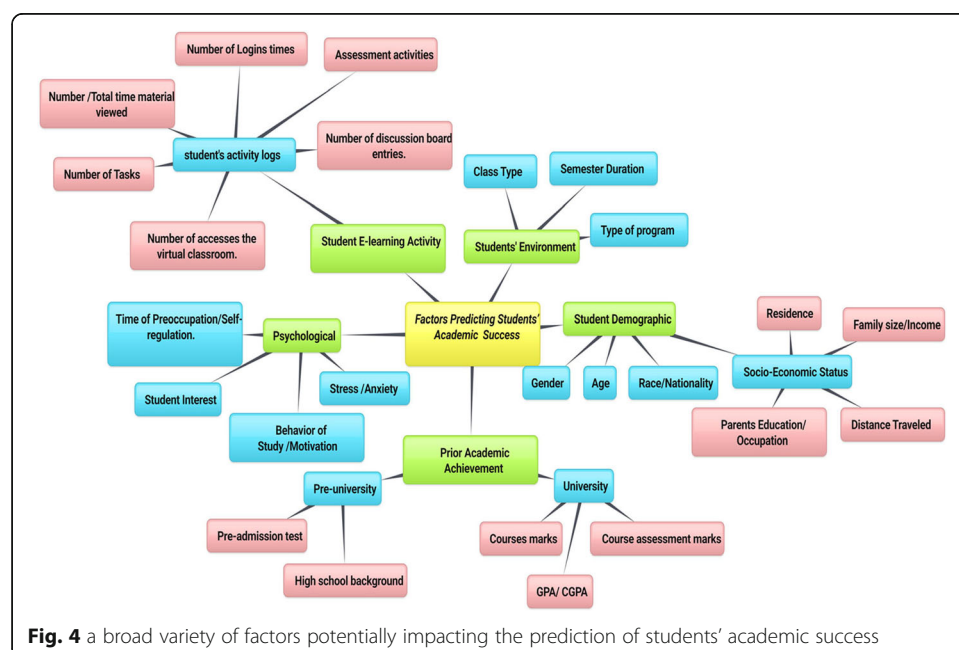 Number of Logins times
Assessment activities
Number /Total time material
viewed
Number of discussion board
entries.
student's activity logs
Number of Tasks
Number of accesses the
virtual classroom.
Student E-learning Activity
Class Type
Semester Duration
Type of program
Students' Environment
Factors Predicting Students'
Academic Success
Time of Preoccupation/Self-
regulation.
Psychological
Student Interest
Stress /Anxiety
Behavior of
Study /Motivation
Student Demographic
Gender
Age
Race/Nationality
Residence
Family size/Income
Socio-Economic Status
Parents Education/
Occupation
Distance Traveled
Prior Academic
Achievement
Pre-university
University
Pre-admission test
High school background
Courses marks
Course assessment marks
GPA/ CGPA
Fig. 4 a broad variety of factors potentially impacting the prediction of students’ academic success